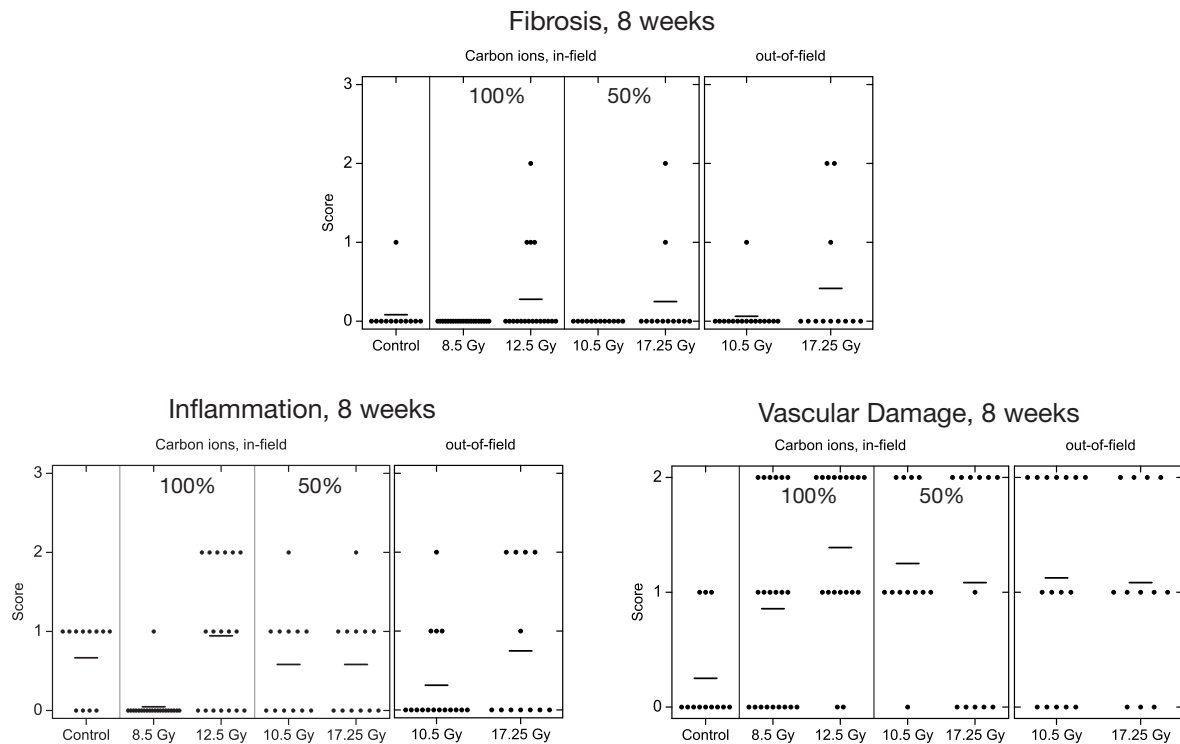 Fibrosis, 8 weeks
Carbon ions, in-field out-of-field
3
100% 50%
2
Score
1
0
Control 8.5 Gy 12.5 Gy 10.5 Gy 17.25 Gy 10.5 Gy 17.25 Gy
Inflammation, 8 weeks
Carbon ions, in-field out-of-field
3
100% 50%
2
Score
1
0
Control 8.5 Gy 12.5 Gy 10.5 Gy 17.25 Gy 10.5 Gy 17.25 Gy
Vascular Damage, 8 weeks
Carbon ions, in-field out-of-field
2
100% 50%
Score
1
0
Control 8.5 Gy 12.5 Gy 10.5 Gy 17.25 Gy 10.5 Gy 17.25 Gy